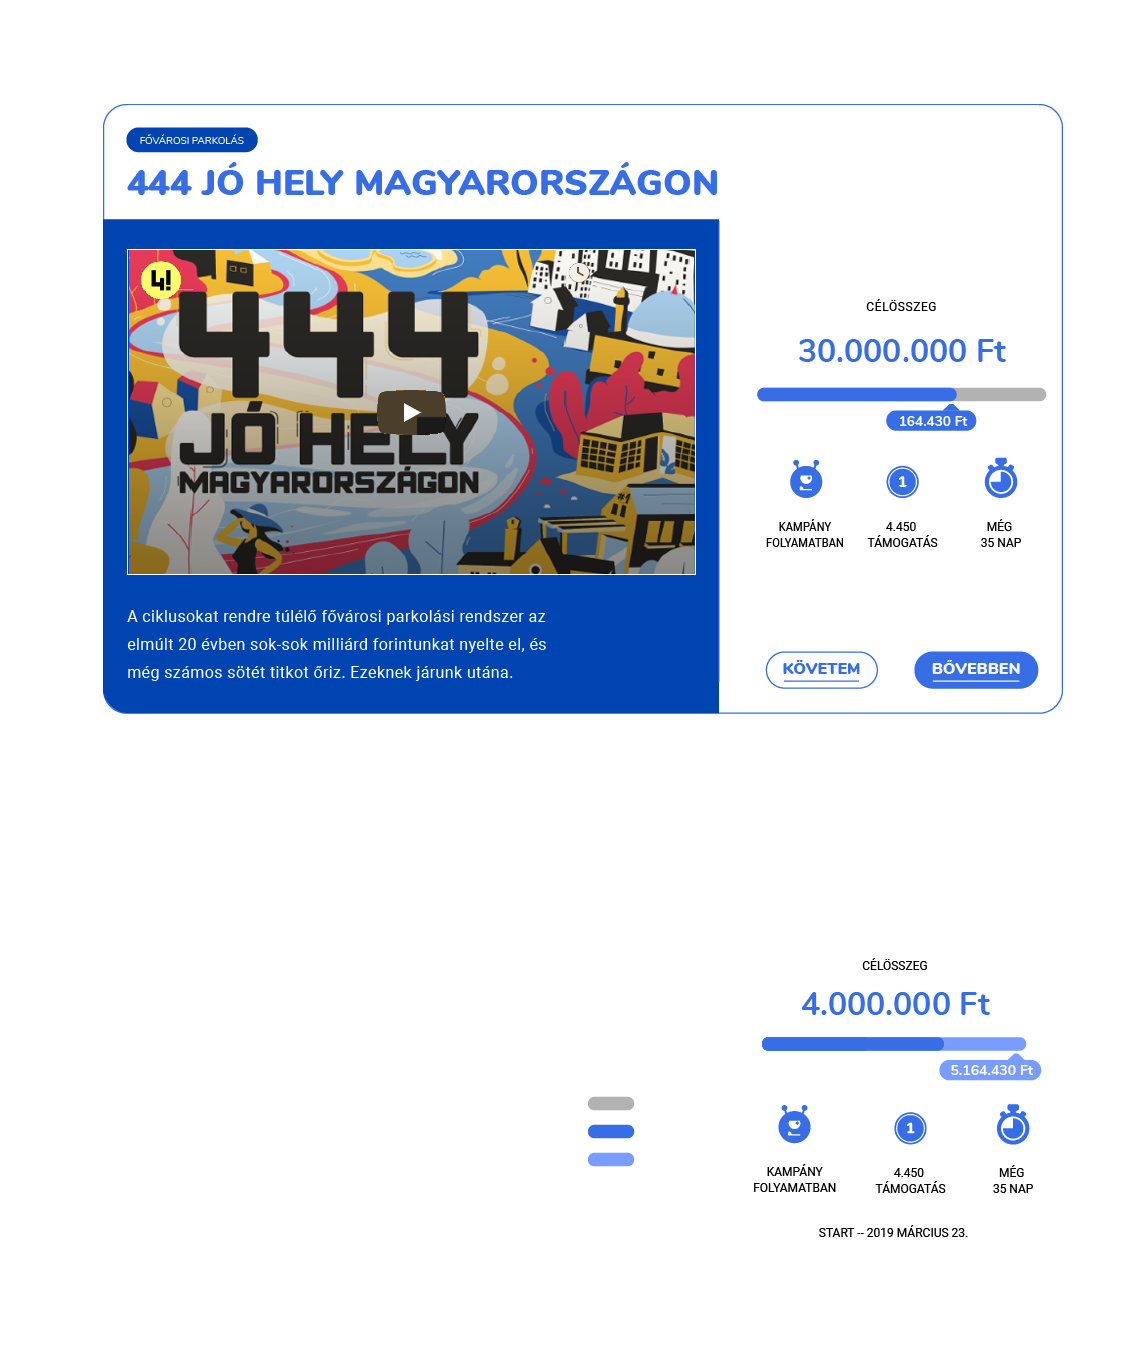 FŐVÁROSI PARKOLÁS
444 JÓ HELY MAGYARORSZÁGON
4!
444
JÓ HELY
MAGYARORSZÁGON
A ciklusokat rendre túlélő fővárosi parkolási rendszer az
elmúlt 20 évben sok-sok milliárd forintunkat nyelte el, és
még számos sötét titkot őriz. Ezeknek járunk utána.
CÉLÖSSZEG
30.000.000 Ft
164.430 Ft
1
KAMPÁNY
FOLYAMATBAN
4.450
TÁMOGATÁS
MÉG
35 NAP
KÖVETEM
BŐVEBBEN
CÉLÖSSZEG
4.000.000 Ft
5.164.430 Ft
1
KAMPÁNY
FOLYAMATBAN
4.450
TÁMOGATÁS
MÉG
35 NAP
START -- 2019 MÁRCIUS 23.